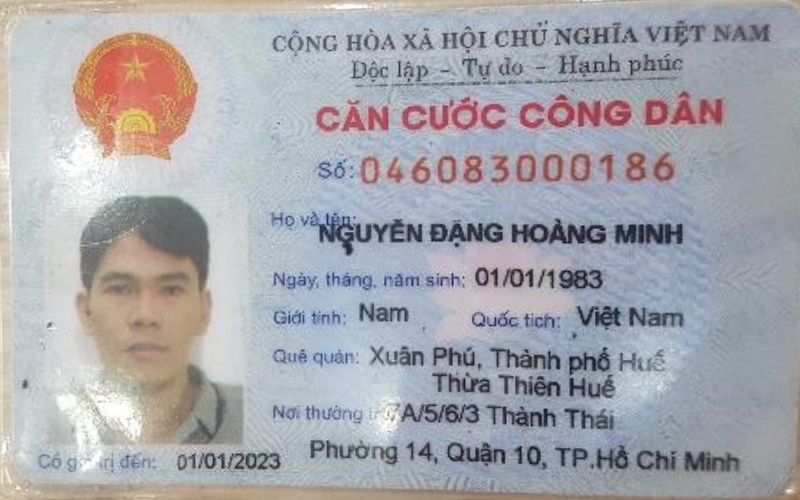 CỘNG HÒA XÃ HỘI CHỦ NGHĨA VIỆT NAM
Độc lập – Tự do – Hạnh phúc
CĂN CƯỚC CÔNG DÂN
Số: 046083000186
Họ và tên:
NGUYỄN ĐẶNG HOÀNG MINH
Ngày, tháng, năm sinh: 01/01/1983
Giới tính: Nam Quốc tịch: Việt Nam
Quê quán: Xuân Phú, Thành phố Huế
Thừa Thiên Huế
Nơi thường 7A/5/6/3 Thành Thái
Phường 14, Quận 10, TP.Hồ Chí Minh
Có giá trị đến: 01/01/2023